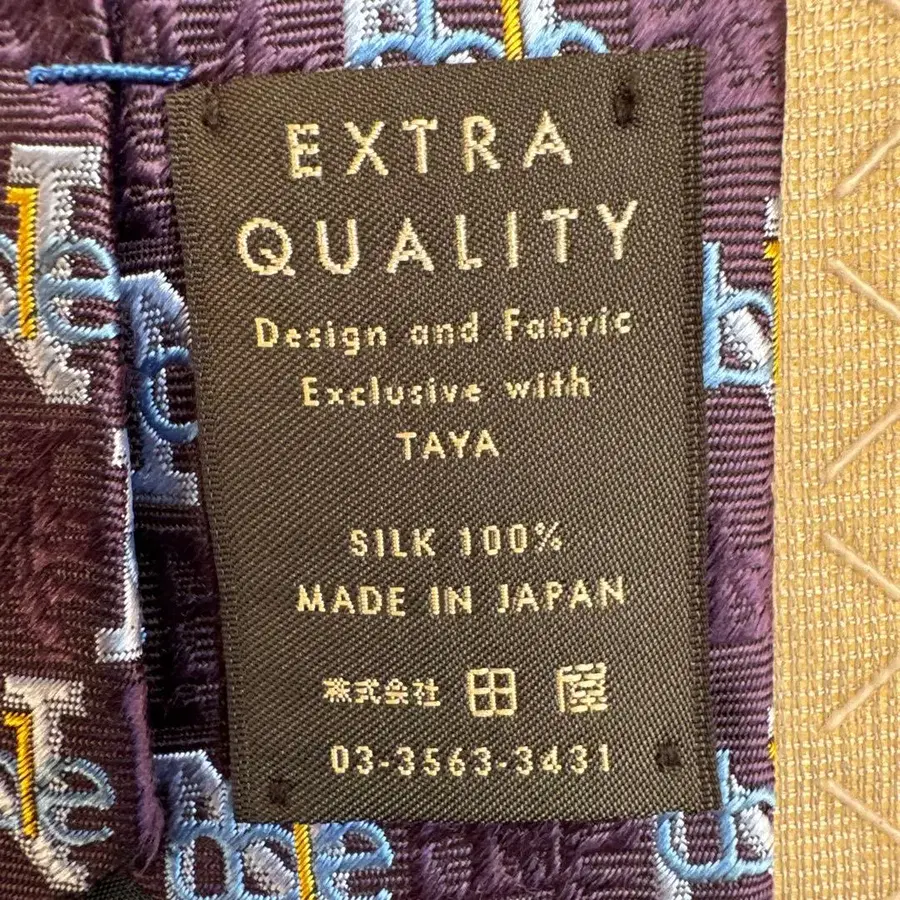 EXTRA
QUALITY
Design and Fabric
Exclusive with
TAYA
SILK 100%
MADE IN JAPAN
株式会社 田屋
03-3563-3431